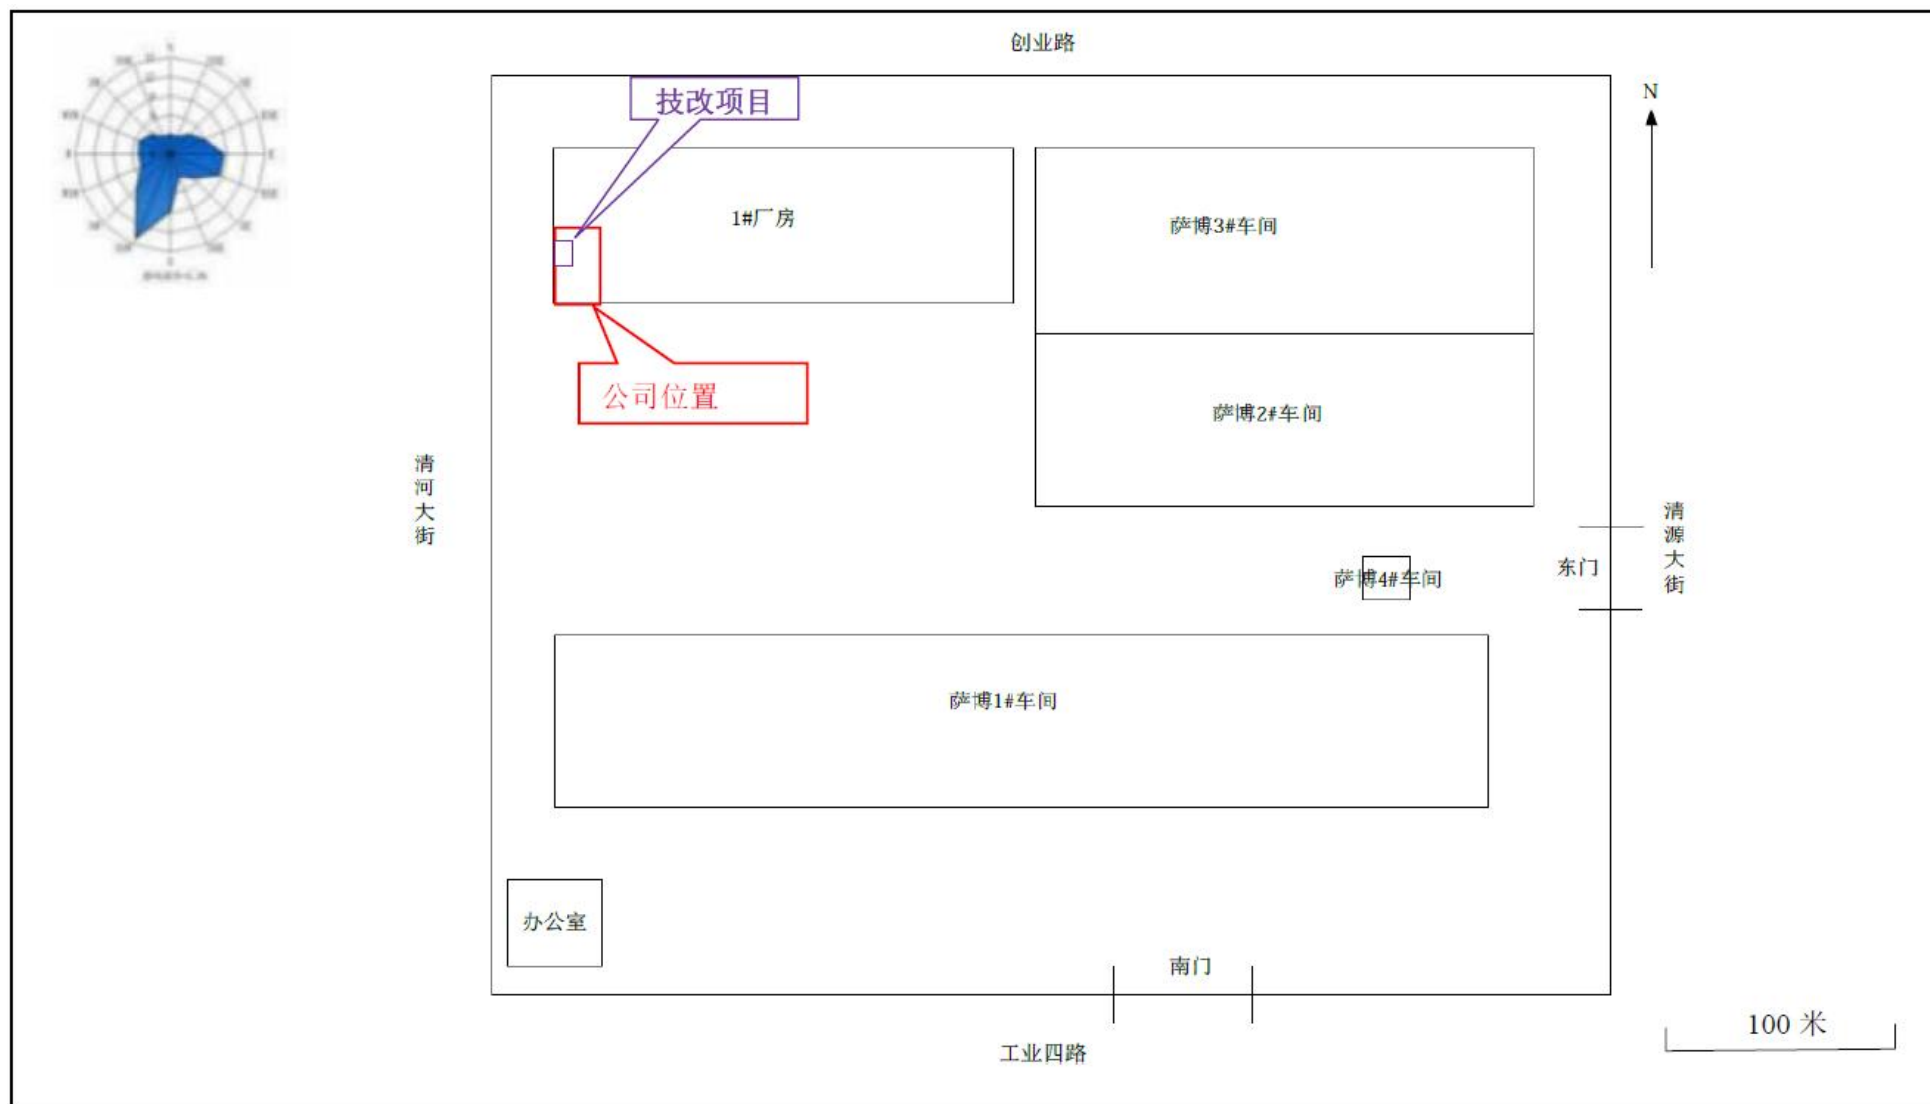 创业路
N
技改项目
1#厂房
萨博3#车间
公司位置
萨博2#车间
清河大街
清源大街
东门
萨博4#车间
萨博1#车间
办公室
南门
100 米
工业四路